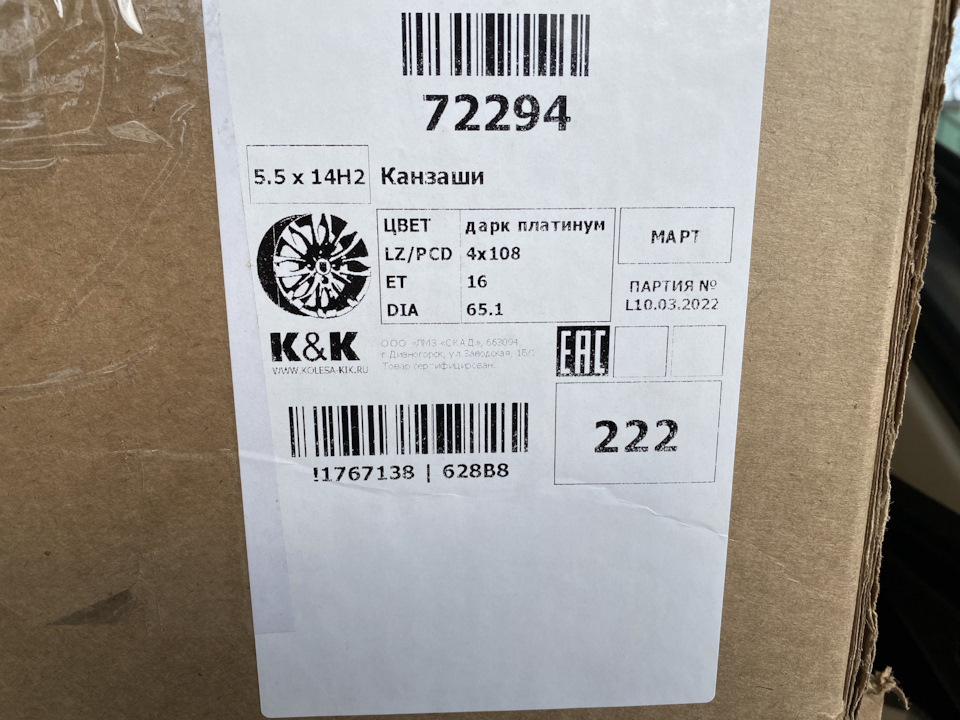 72294
5.5 x 14H2 Канзаши
ЦВЕТ дарк платинум
LZ/PCD 4x108
ET 16
DIA 65.1
МАРТ
ПАРТИЯ №
L10.03.2022
K&K
WWW.KOLESA-KIK.RU
ООО «ЛМЗ «СКАД», 663094,
г.Дивногорск, ул.Заводская,
Товар сертифицирован.
EAC
222
!1767138 | 628B8